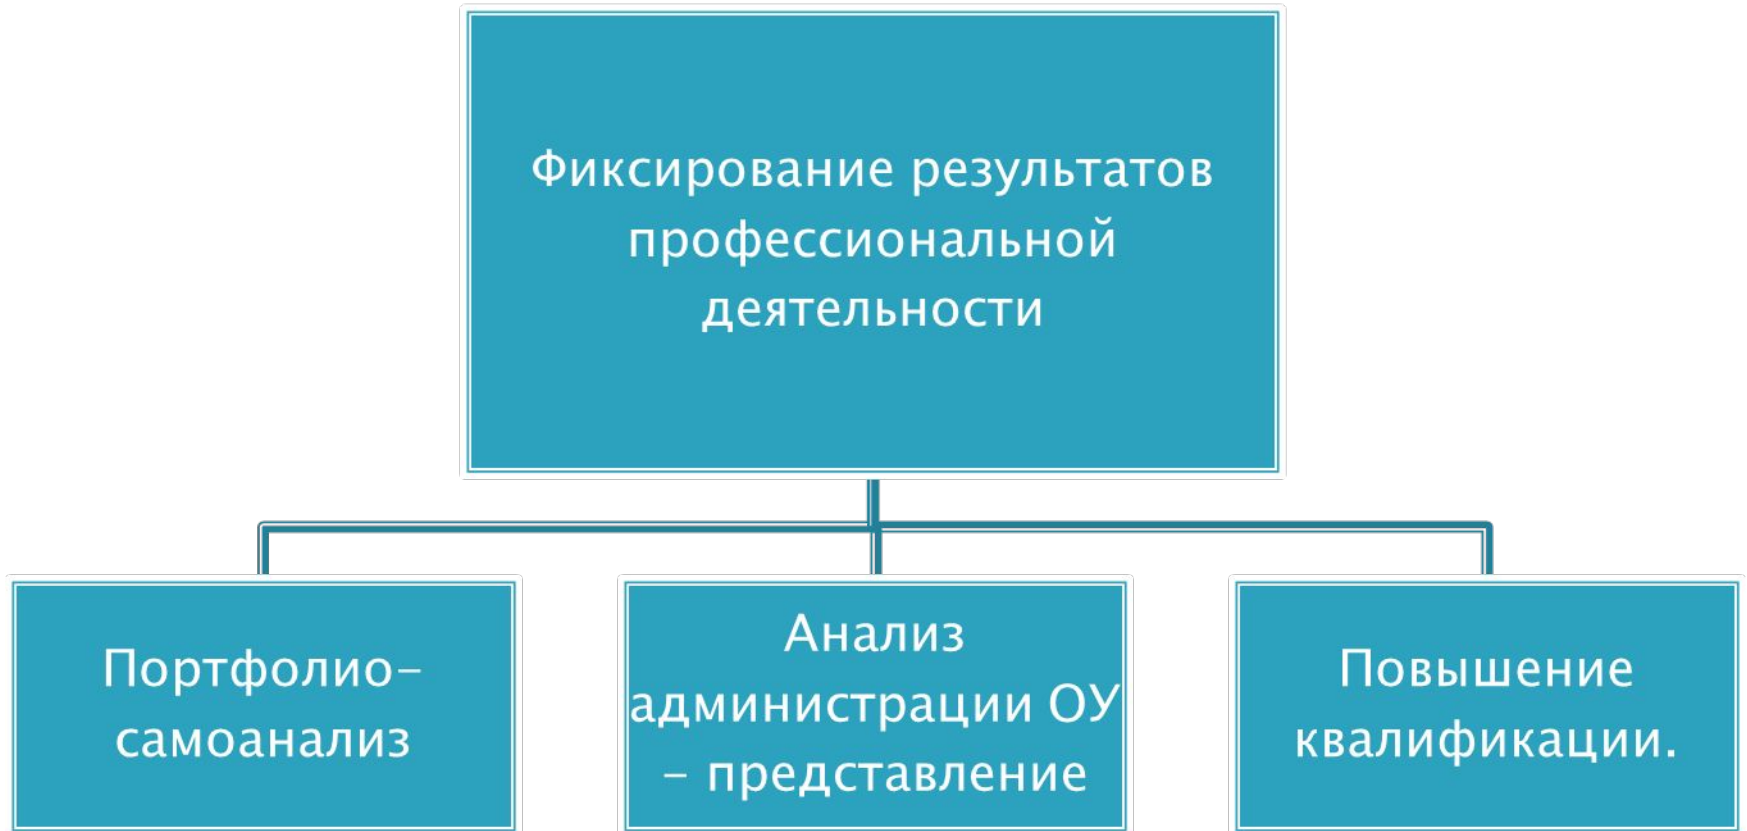 Фиксирование результатов
профессиональной
деятельности
Портфолио–
самоанализ
Анализ
администрации ОУ
– представление
Повышение
квалификации.